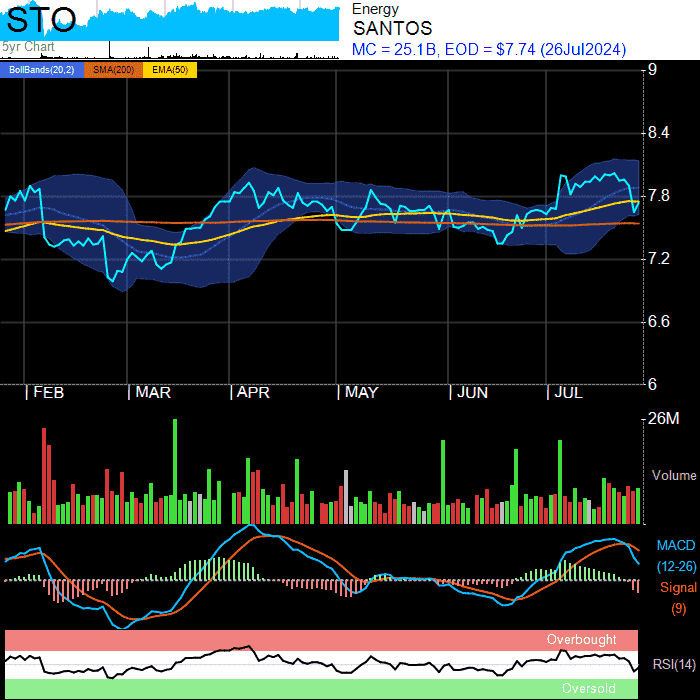 STO
5yr Chart
Energy
SANTOS
MC = 25.1B, EOD = $7.74 (26Jul2024)
BollBands(20,2) SMA(200) EMA(50)
9
8.4
7.8
7.2
6.6
6
FEB MAR APR MAY JUN JUL
26M
Volume
MACD
(12-26)
Signal
(9)
Overbought
RSI(14)
Oversold